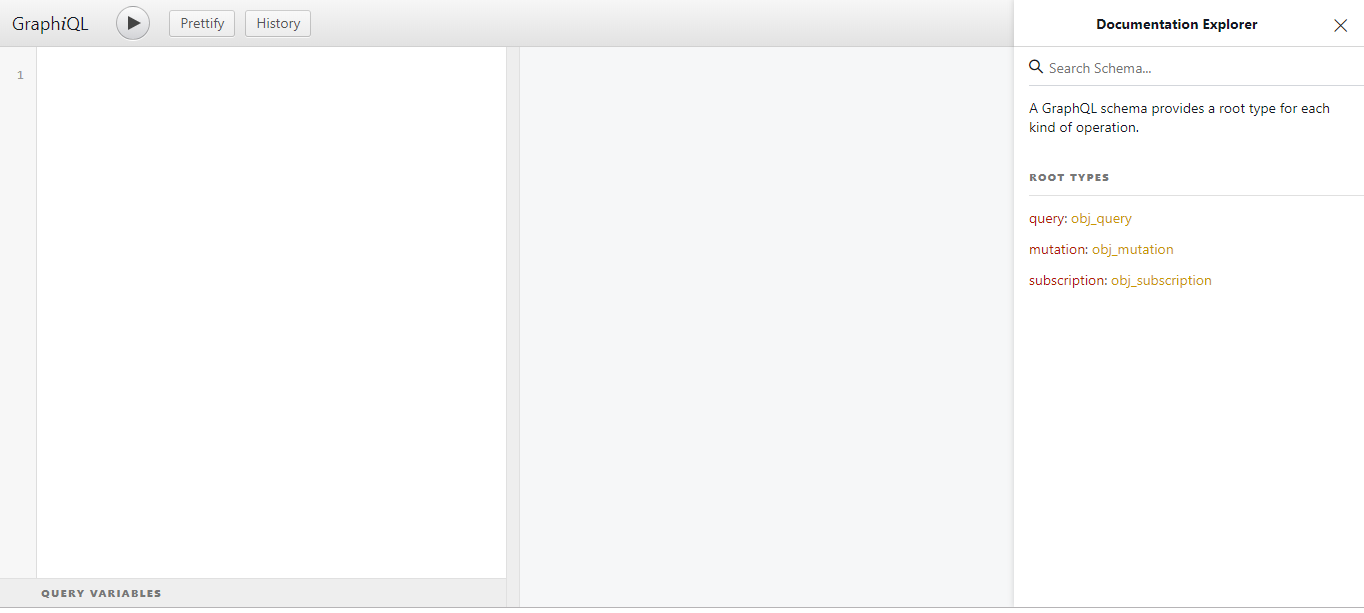 GraphiQL Prettify History
Documentation Explorer
1
Search Schema...
A GraphQL schema provides a root type for each
kind of operation.
ROOT TYPES
query: obj_query
mutation: obj_mutation
subscription: obj_subscription
QUERY VARIABLES